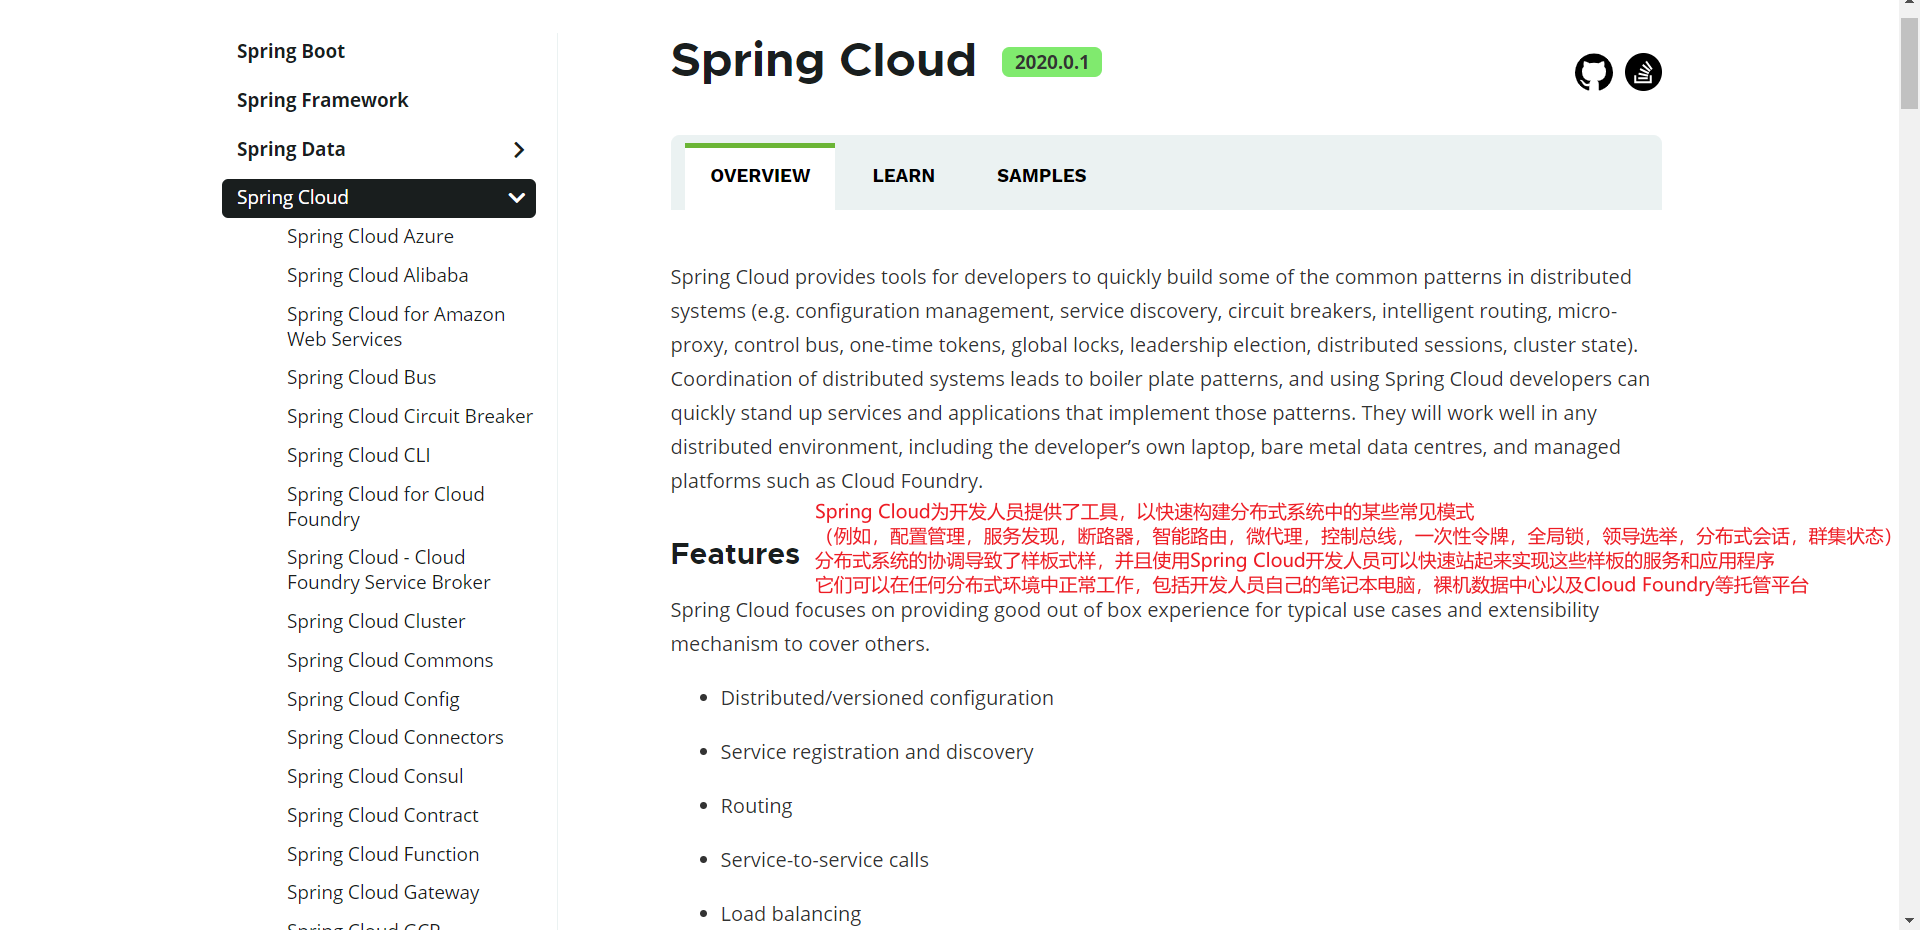 Spring Boot
Spring Framework
Spring Data
Spring Cloud
Spring Cloud Azure
Spring Cloud Alibaba
Spring Cloud for Amazon
Web Services
Spring Cloud Bus
Spring Cloud Circuit Breaker
Spring Cloud CLI
Spring Cloud for Cloud
Foundry
Spring Cloud - Cloud
Foundry Service Broker
Spring Cloud Cluster
Spring Cloud Commons
Spring Cloud Config
Spring Cloud Connectors
Spring Cloud Consul
Spring Cloud Contract
Spring Cloud Function
Spring Cloud Gateway
Spring Cloud GCP
Spring Cloud 2020.0.1
OVERVIEW LEARN SAMPLES
Spring Cloud provides tools for developers to quickly build some of the common patterns in distributed
systems (e.g. configuration management, service discovery, circuit breakers, intelligent routing, micro-
proxy, control bus, one-time tokens, global locks, leadership election, distributed sessions, cluster state).
Coordination of distributed systems leads to boiler plate patterns, and using Spring Cloud developers can
quickly stand up services and applications that implement those patterns. They will work well in any
distributed environment, including the developer’s own laptop, bare metal data centres, and managed
platforms such as Cloud Foundry.
Spring Cloud为开发人员提供了工具，以快速构建分布式系统中的某些常见模式
（例如，配置管理，服务发现，断路器，智能路由，微代理，控制总线，一次性令牌，全局锁，领导选举，分布式会话，群集状态）
分布式系统的协调导致了样板式样，并且使用Spring Cloud开发人员可以快速站起来实现这些样板的服务和应用程序
它们可以在任何分布式环境中正常工作，包括开发人员自己的笔记本电脑，裸机数据中心以及Cloud Foundry等托管平台
Features
Spring Cloud focuses on providing good out of box experience for typical use cases and extensibility
mechanism to cover others.
• Distributed/versioned configuration
• Service registration and discovery
• Routing
• Service-to-service calls
• Load balancing